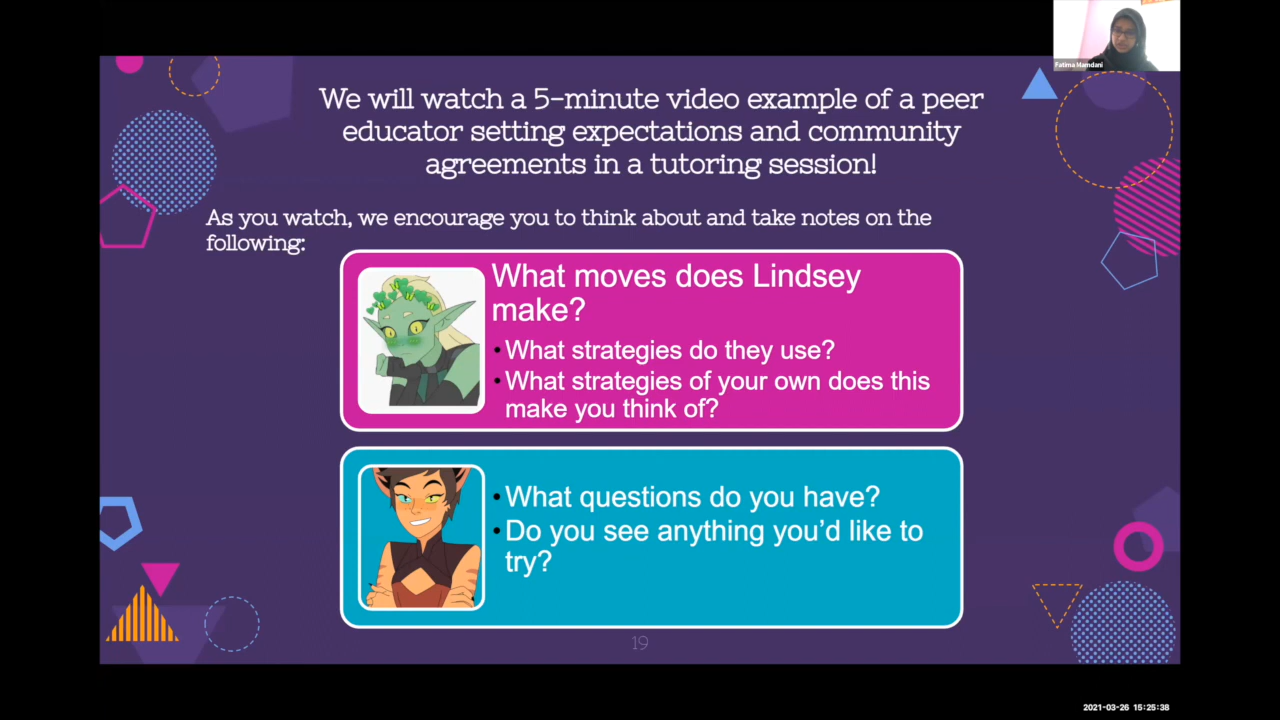 Fatima Mamdani
We will watch a 5-minute video example of a peer
educator setting expectations and community
agreements in a tutoring session!
As you watch, we encourage you to think about and take notes on the
following:
What moves does Lindsey
make?
• What strategies do they use?
• What strategies of your own does this
make you think of?
• What questions do you have?
• Do you see anything you’d like to
try?
19
2021-03-26 15:25:38